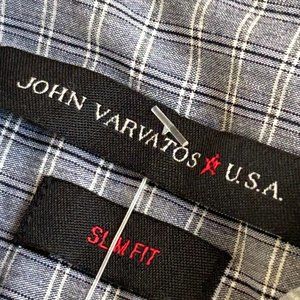 JOHN VARVATOS ★ U.S.A.
SLIM FIT